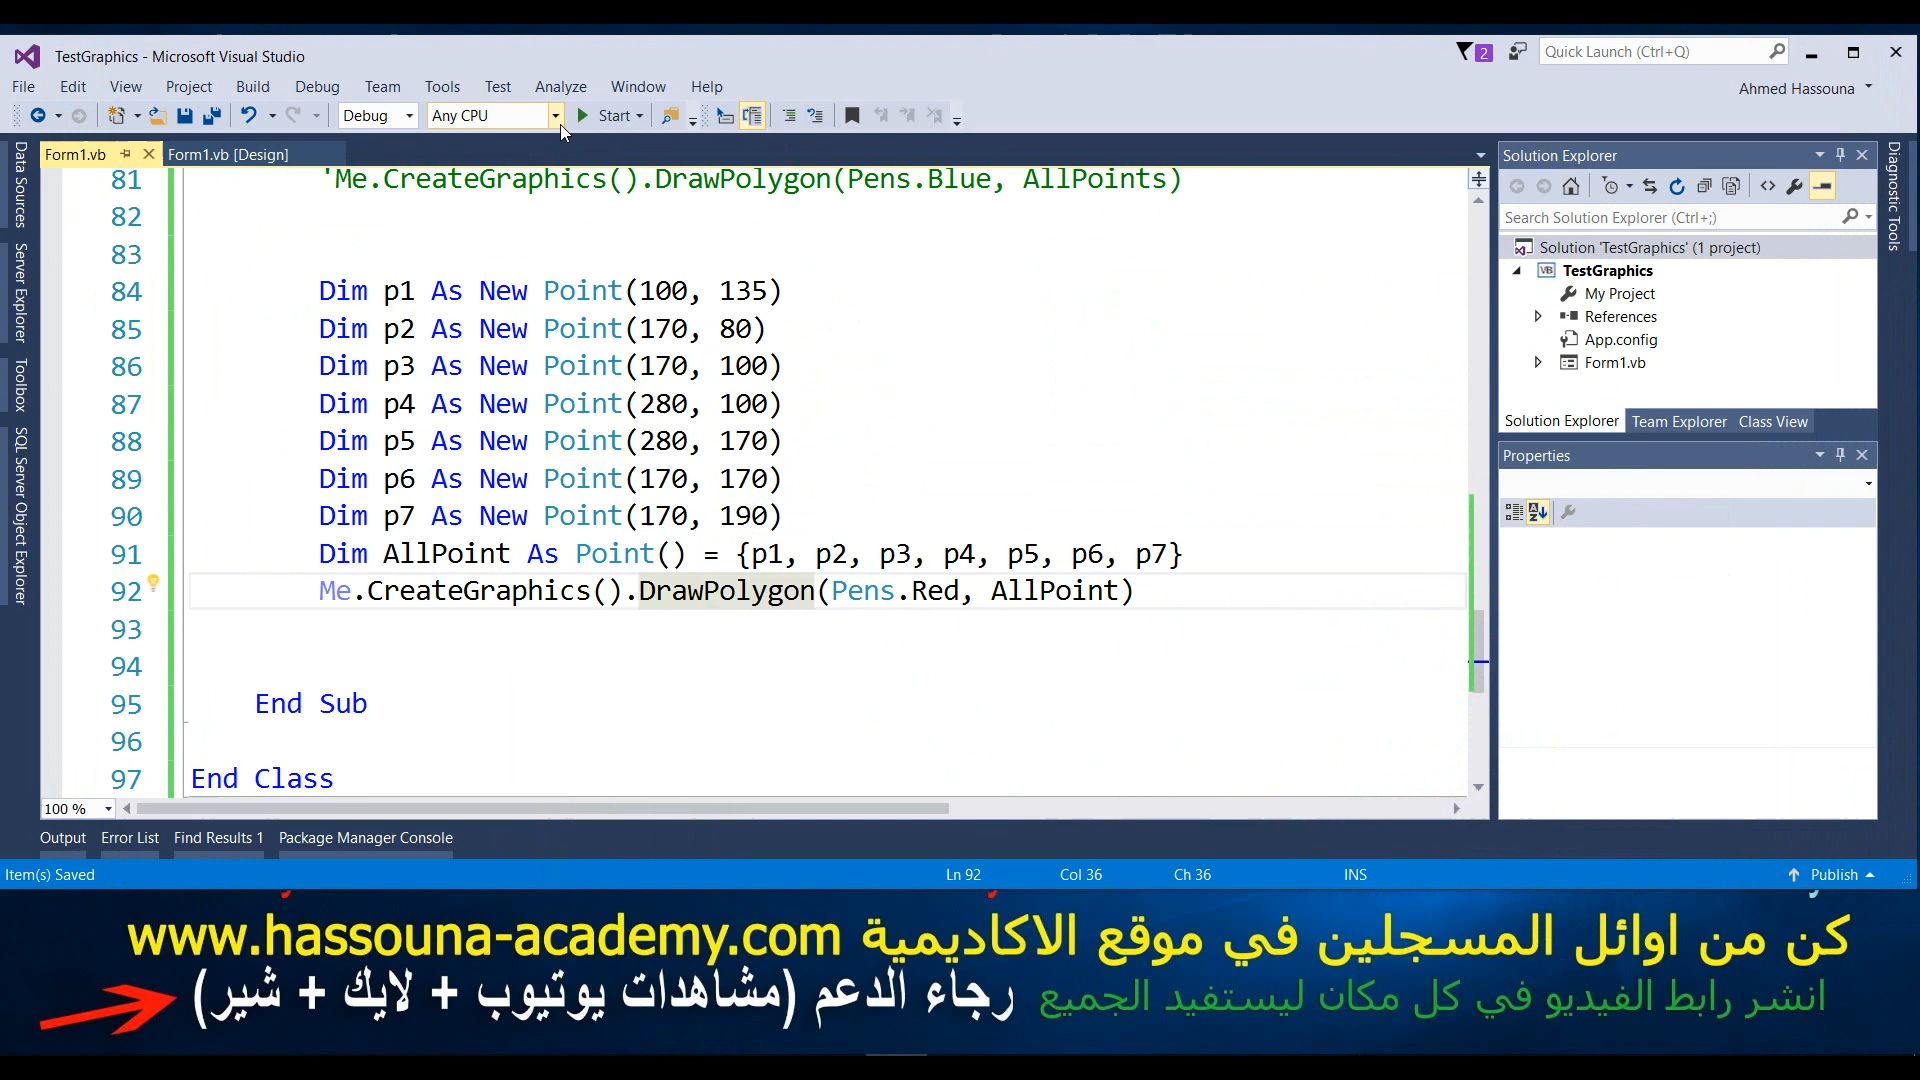 TestGraphics - Microsoft Visual Studio
2
Quick Launch (Ctrl+Q)
File Edit View Project Build Debug Team Tools Test Analyze Window Help
Ahmed Hassouna
Debug Any CPU Start
Form1.vb Form1.vb [Design]
81 'Me.CreateGraphics().DrawPolygon(Pens.Blue, AllPoints)
82
83
84 Dim p1 As New Point(100, 135)
85 Dim p2 As New Point(170, 80)
86 Dim p3 As New Point(170, 100)
87 Dim p4 As New Point(280, 100)
88 Dim p5 As New Point(280, 170)
89 Dim p6 As New Point(170, 170)
90 Dim p7 As New Point(170, 190)
91 Dim AllPoint As Point() = {p1, p2, p3, p4, p5, p6, p7}
92 Me.CreateGraphics().DrawPolygon(Pens.Red, AllPoint)
93
94
95 End Sub
96
97 End Class
100 %
Data Sources
Server Explorer
Toolbox
SQL Server Object Explorer
Solution Explorer
Search Solution Explorer (Ctrl+;)
Solution 'TestGraphics' (1 project)
VB TestGraphics
My Project
References
App.config
Form1.vb
Solution Explorer Team Explorer Class View
Properties
Diagnostic Tools
Output Error List Find Results 1 Package Manager Console
Item(s) Saved Ln 92 Col 36 Ch 36 INS Publish
كن من اوائل المسجلين في موقع الاكاديمية www.hassouna-academy.com
انشر رابط الفيديو في كل مكان ليستفيد الجميع رجاء الدعم (مشاهدات يوتيوب + لايك + شير)